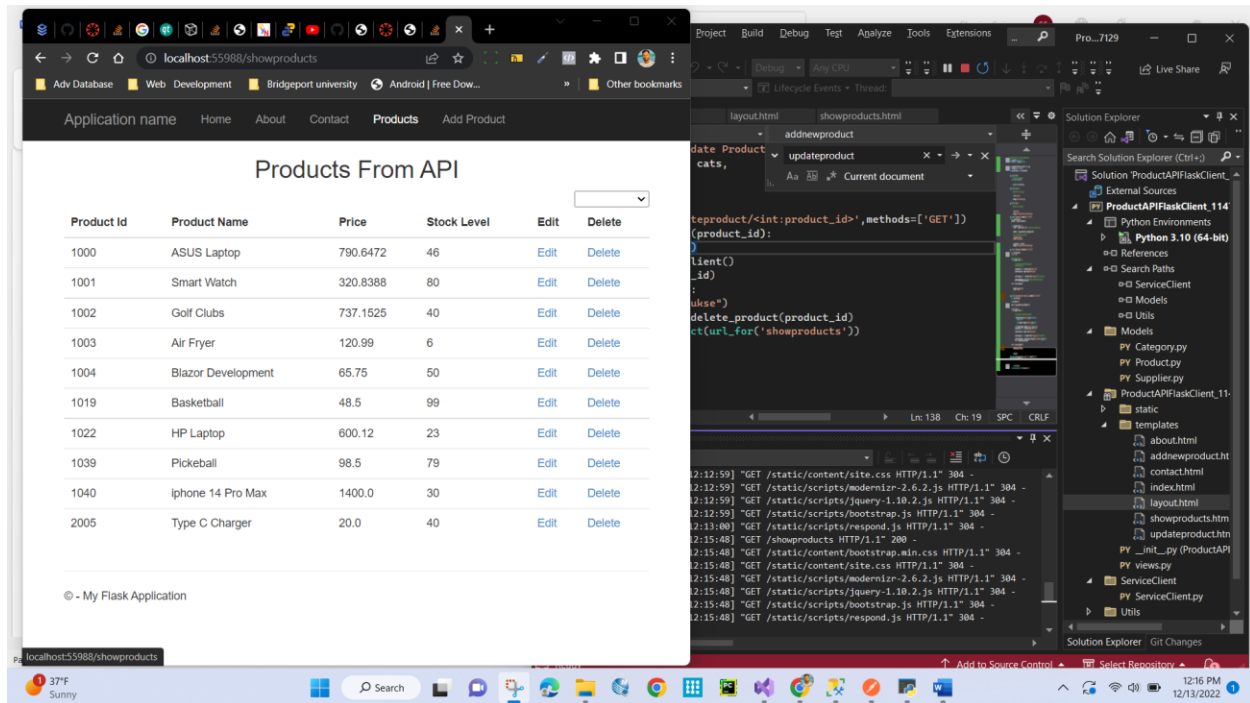 localhost:55988/showproducts
Adv Database Web Development Bridgeport university Android | Free Dow... » Other bookmarks
Application name Home About Contact Products Add Product
Products From API
Product Id Product Name Price Stock Level Edit Delete
1000 ASUS Laptop 790.6472 46 Edit Delete
1001 Smart Watch 320.8388 80 Edit Delete
1002 Golf Clubs 737.1525 40 Edit Delete
1003 Air Fryer 120.99 6 Edit Delete
1004 Blazor Development 65.75 50 Edit Delete
1019 Basketball 48.5 99 Edit Delete
1022 HP Laptop 600.12 23 Edit Delete
1039 Pickeball 98.5 79 Edit Delete
1040 iphone 14 Pro Max 1400.0 30 Edit Delete
2005 Type C Charger 20.0 40 Edit Delete
© - My Flask Application
localhost:55988/showproducts
Project Build Debug Test Analyze Tools Extensions ... Pro...7129
Debug Any CPU Live Share
Lifecycle Events Thread:
layout.html showproducts.html
addnewproduct
date Product
updateproduct
cats,
Aa Current document
teproduct/<int:product_id>',methods=['GET'])
(product_id):
)
lient()
_id)
:
ukse")
delete_product(product_id)
ct(url_for('showproducts'))
Ln: 138 Ch: 19 SPC CRLF
12:12:59] "GET /static/content/site.css HTTP/1.1" 304 -
12:12:59] "GET /static/scripts/modernizr-2.6.2.js HTTP/1.1" 304 -
12:12:59] "GET /static/scripts/jquery-1.10.2.js HTTP/1.1" 304 -
12:12:59] "GET /static/scripts/bootstrap.js HTTP/1.1" 304 -
12:13:00] "GET /static/scripts/respond.js HTTP/1.1" 304 -
12:15:48] "GET /showproducts HTTP/1.1" 200 -
12:15:48] "GET /static/content/bootstrap.min.css HTTP/1.1" 304 -
12:15:48] "GET /static/content/site.css HTTP/1.1" 304 -
12:15:48] "GET /static/scripts/modernizr-2.6.2.js HTTP/1.1" 304 -
12:15:48] "GET /static/scripts/jquery-1.10.2.js HTTP/1.1" 304 -
12:15:48] "GET /static/scripts/bootstrap.js HTTP/1.1" 304 -
12:15:48] "GET /static/scripts/respond.js HTTP/1.1" 304 -
Solution Explorer
Search Solution Explorer (Ctrl+;)
Solution 'ProductAPIFlaskClient_
External Sources
ProductAPIFlaskClient_114
Python Environments
Python 3.10 (64-bit)
References
Search Paths
ServiceClient
Models
Utils
Models
PY Category.py
PY Product.py
PY Supplier.py
ProductAPIFlaskClient_11
static
templates
about.html
addnewproduct.ht
contact.html
index.html
layout.html
showproducts.htm
updateproduct.htn
PY __init__.py (ProductAPI
PY views.py
ServiceClient
PY ServiceClient.py
Utils
Solution Explorer Git Changes
Add to Source Control Select Repository
37°F
Sunny
Search
12:16 PM
12/13/2022